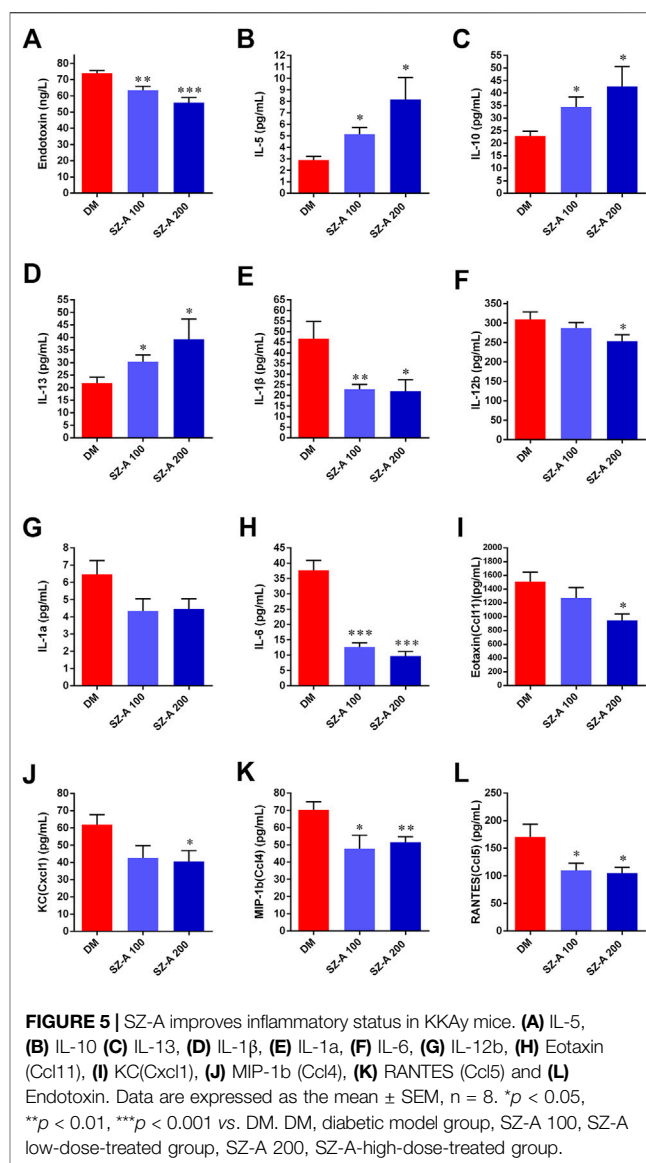 A
B
C
Endotoxin (ng/L)
90
80
70
60
50
40
30
20
10
0
**
***
DM
SZ-A 100
SZ-A 200
IL-5 (pg/mL)
12
11
10
9
8
7
6
5
4
3
2
1
0
*
*
DM
SZ-A 100
SZ-A 200
IL-10 (pg/mL)
55
50
45
40
35
30
25
20
15
10
5
0
*
*
DM
SZ-A 100
SZ-A 200
D
E
F
IL-13 (pg/mL)
55
50
45
40
35
30
25
20
15
10
5
0
*
*
DM
SZ-A 100
SZ-A 200
IL-1β (pg/mL)
65
60
55
50
45
40
35
30
25
20
15
10
5
0
**
*
DM
SZ-A 100
SZ-A 200
IL-12b (pg/mL)
350
300
250
200
150
100
50
0
*
DM
SZ-A 100
SZ-A 200
G
H
I
IL-1a (pg/mL)
8
7
6
5
4
3
2
1
0
DM
SZ-A 100
SZ-A 200
IL-6 (pg/mL)
45
40
35
30
25
20
15
10
5
0
***
***
DM
SZ-A 100
SZ-A 200
Eotaxin(Ccl11)(pg/mL)
1800
1600
1400
1200
1000
800
600
400
200
0
*
DM
SZ-A 100
SZ-A 200
J
K
L
KC(Cxcl1) (pg/mL)
80
70
60
50
40
30
20
10
0
*
DM
SZ-A 100
SZ-A 200
MIP-1b(Ccl4) (pg/mL)
90
80
70
60
50
40
30
20
10
0
*
**
DM
SZ-A 100
SZ-A 200
RANTES(Ccl5) (pg/mL)
250
200
150
100
50
0
*
*
DM
SZ-A 100
SZ-A 200
FIGURE 5 | SZ-A improves inflammatory status in KKAy mice. (A) IL-5,
(B) IL-10 (C) IL-13, (D) IL-1β, (E) IL-1a, (F) IL-6, (G) IL-12b, (H) Eotaxin
(Ccl11), (I) KC(Cxcl1), (J) MIP-1b (Ccl4), (K) RANTES (Ccl5) and (L)
Endotoxin. Data are expressed as the mean ± SEM, n = 8. *p < 0.05,
**p < 0.01, ***p < 0.001 vs. DM. DM, diabetic model group, SZ-A 100, SZ-A
low-dose-treated group, SZ-A 200, SZ-A-high-dose-treated group.